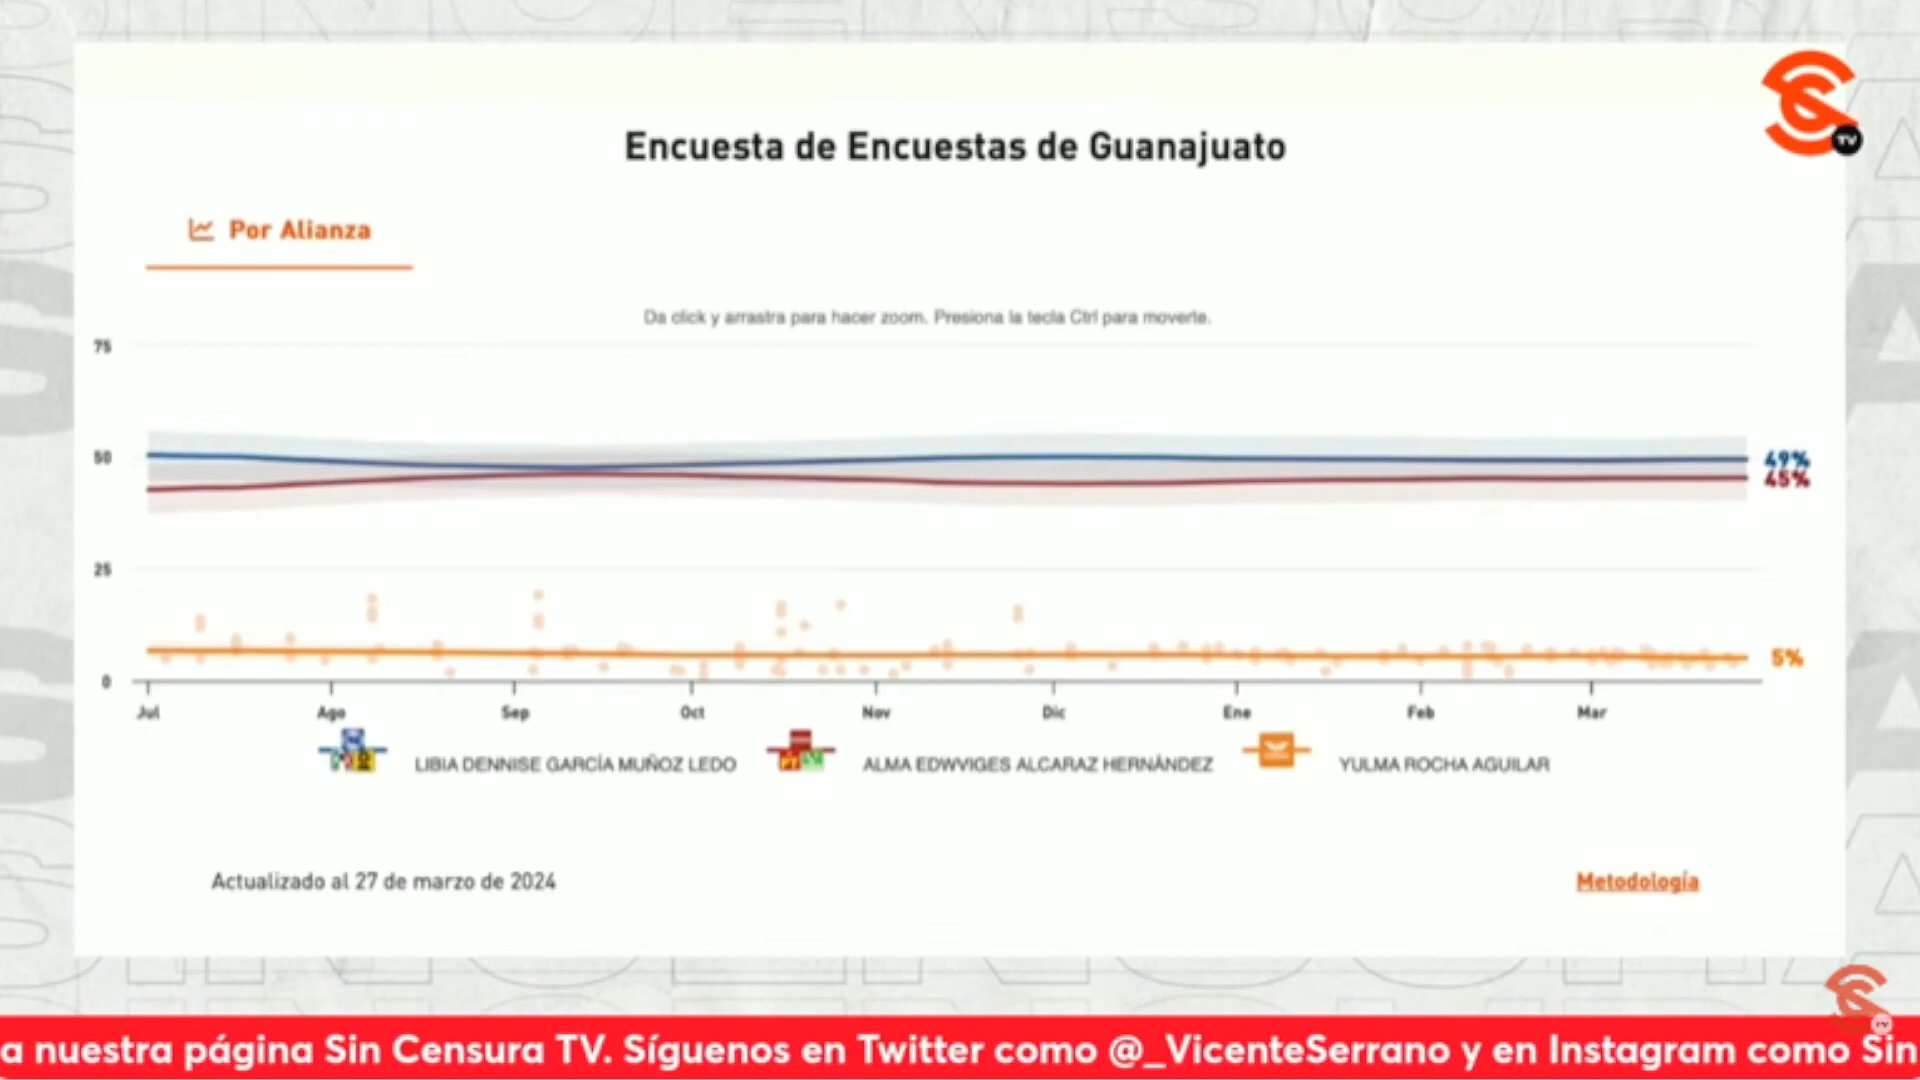 TV
Encuesta de Encuestas de Guanajuato
Por Alianza
Da click y arrastra para hacer zoom. Presiona la tecla Ctrl para moverte.
75
50
25
0
49%
45%
5%
Jul Ago Sep Oct Nov Dic Ene Feb Mar
LIBIA DENNISE GARCÍA MUÑOZ LEDO ALMA EDWVIGES ALCARAZ HERNÁNDEZ YULMA ROCHA AGUILAR
Actualizado al 27 de marzo de 2024
Metodología
a nuestra página Sin Censura TV. Síguenos en Twitter como @_VicenteSerrano y en Instagram como Sin